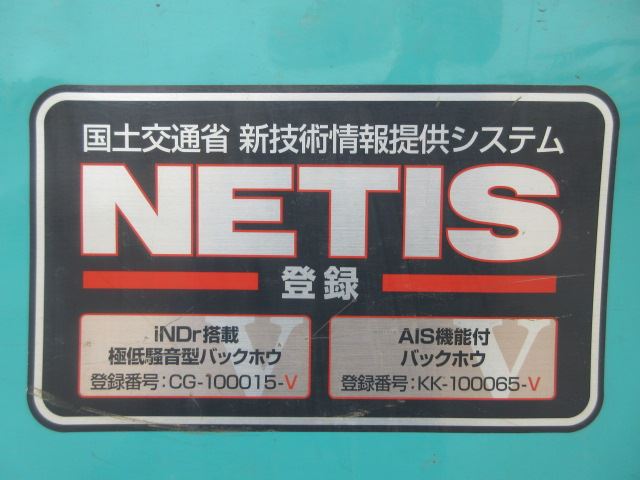 国土交通省 新技術情報提供システム
NETIS
登録
iNDr搭載
極低騒音型バックホウ
登録番号:CG-100015-V
AIS機能付
バックホウ
登録番号:KK-100065-V